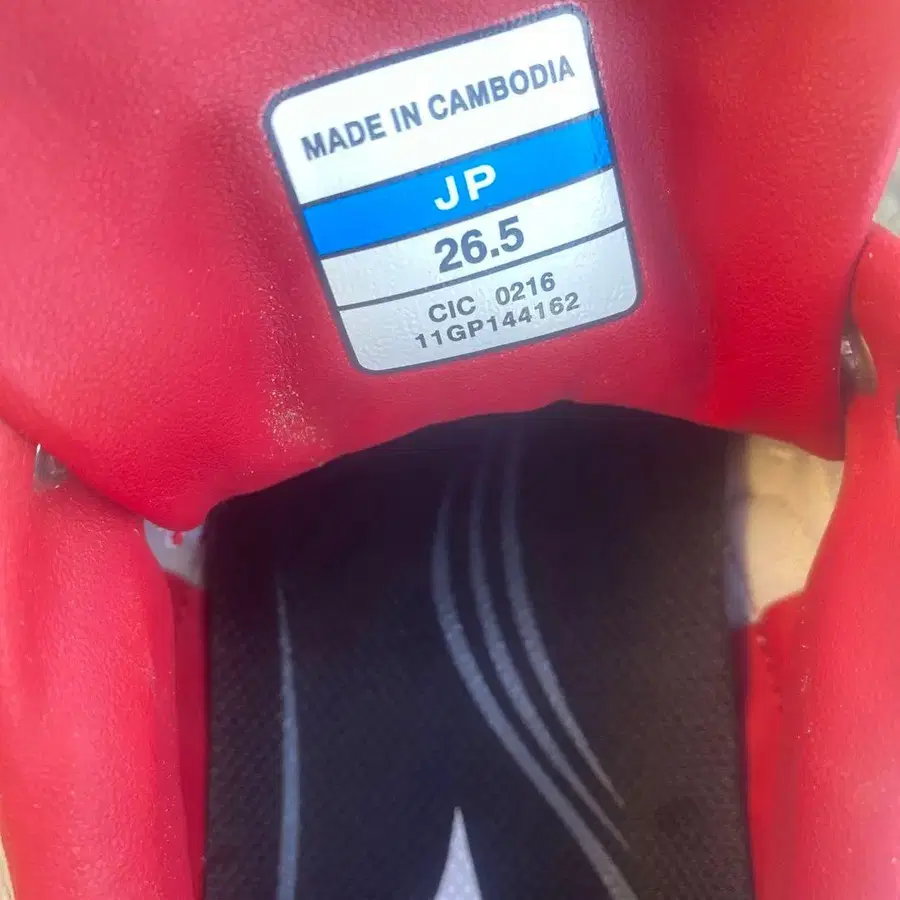 MADE IN CAMBODIA
JP
26.5
CIC 0216
11GP144162